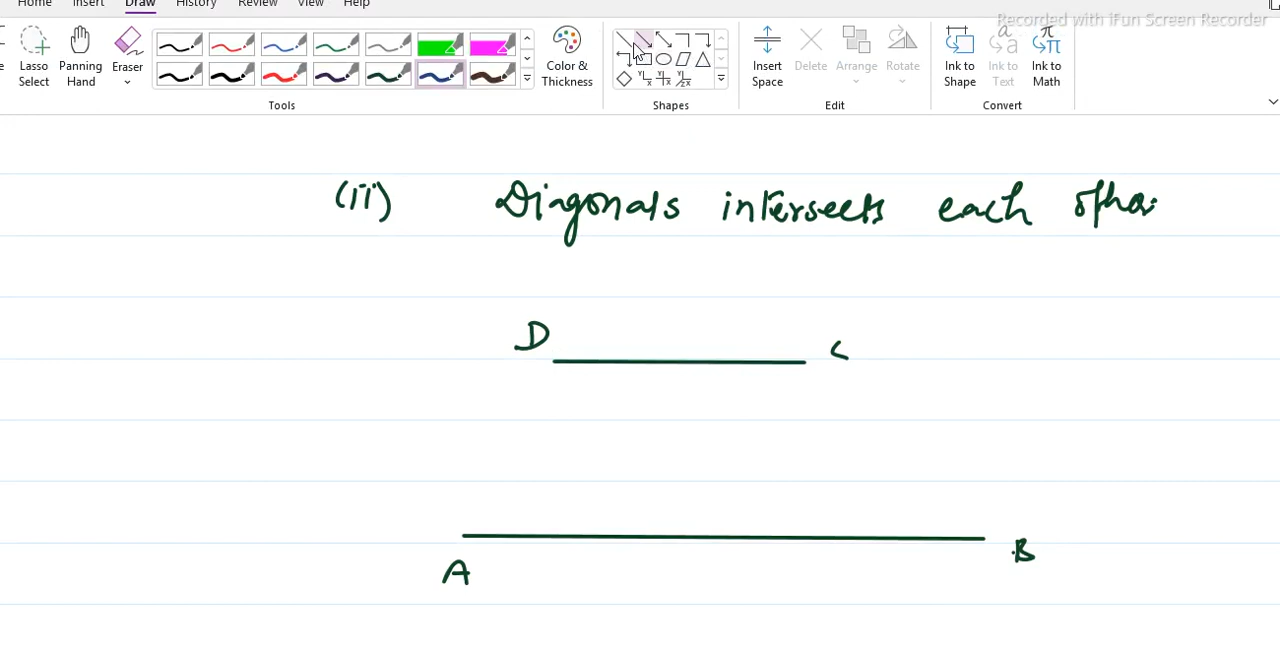 Home Insert Draw History Review View Help
Recorded with iFun Screen Recorder
Lasso Select
Panning Hand
Eraser
Color & Thickness
Insert Space
Delete
Arrange
Rotate
Ink to Shape
Ink to Text
Ink to Math
Tools
Shapes
Edit
Convert
(iii) Diagonals intersects each other
D C
A B